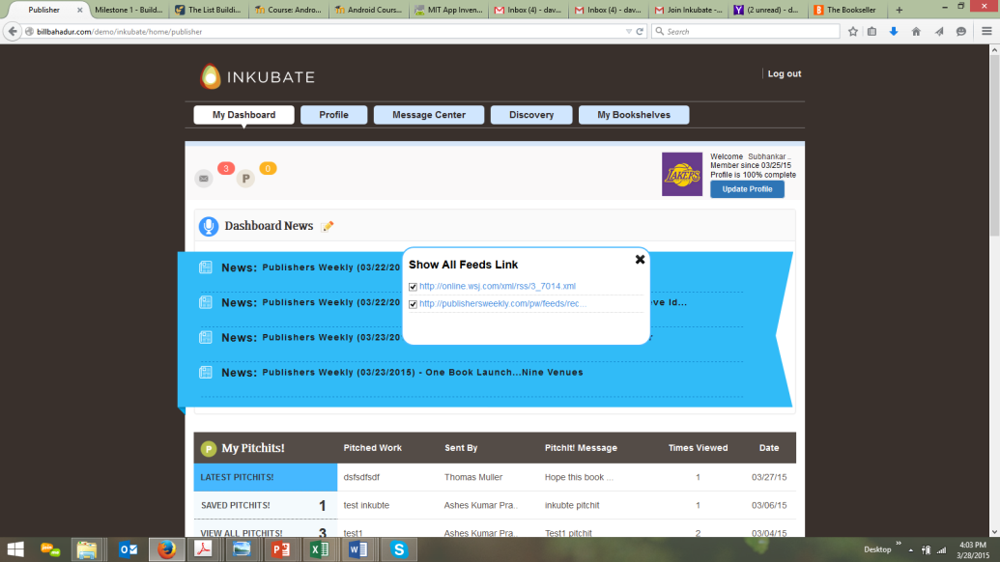 Publisher
Milestone 1 - Build...
The List Buildi...
Course: Andro...
Android Cours...
MIT App Inven...
Inbox (4) - dav...
Inbox (4) - dav...
Join Inkubate -...
(2 unread) - d...
The Bookseller
billbahadur.com/demo/inkubate/home/publisher
Search
INKUBATE
Log out
My Dashboard
Profile
Message Center
Discovery
My Bookshelves
3
0
P
LAKERS
Welcome Subhankar ..
Member since 03/25/15
Profile is 100% complete
Update Profile
Dashboard News
Show All Feeds Link
http://online.wsj.com/xml/rss/3_7014.xml
http://publishersweekly.com/pw/feeds/rec...
News: Publishers Weekly (03/22/20
News: Publishers Weekly (03/22/20
eve Id...
News: Publishers Weekly (03/23/20
News: Publishers Weekly (03/23/2015) - One Book Launch...Nine Venues
P My Pitchits!
Pitched Work
Sent By
PitchIt! Message
Times Viewed
Date
LATEST PITCHITS!
dsfsdfsdf
Thomas Muller
Hope this book ...
1
03/27/15
SAVED PITCHITS!
1
test inkubte
Ashes Kumar Pra..
inkubte pitchit
1
03/06/15
VIEW ALL PITCHITS!
3
test1
Ashes Kumar Pra..
Test1 pitchit
2
03/04/15
Desktop
4:03 PM
3/28/2015